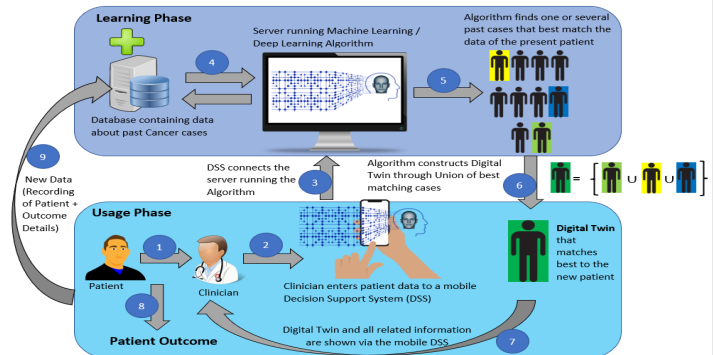 Learning Phase
Server running Machine Learning /
Deep Learning Algorithm
Algorithm finds one or several
past cases that best match the
data of the present patient
4
5
Database containing data
about past Cancer cases
9
New Data
(Recording
of Patient +
Outcome
Details)
DSS connects the
server running the
Algorithm
3
Algorithm constructs Digital
Twin through Union of best
matching cases
6
= { U U }
Usage Phase
1
2
Patient
Clinician
Clinician enters patient data to a mobile
Decision Support System (DSS)
Digital Twin
that
matches
best to the
new patient
8
Patient Outcome
Digital Twin and all related information
are shown via the mobile DSS
7